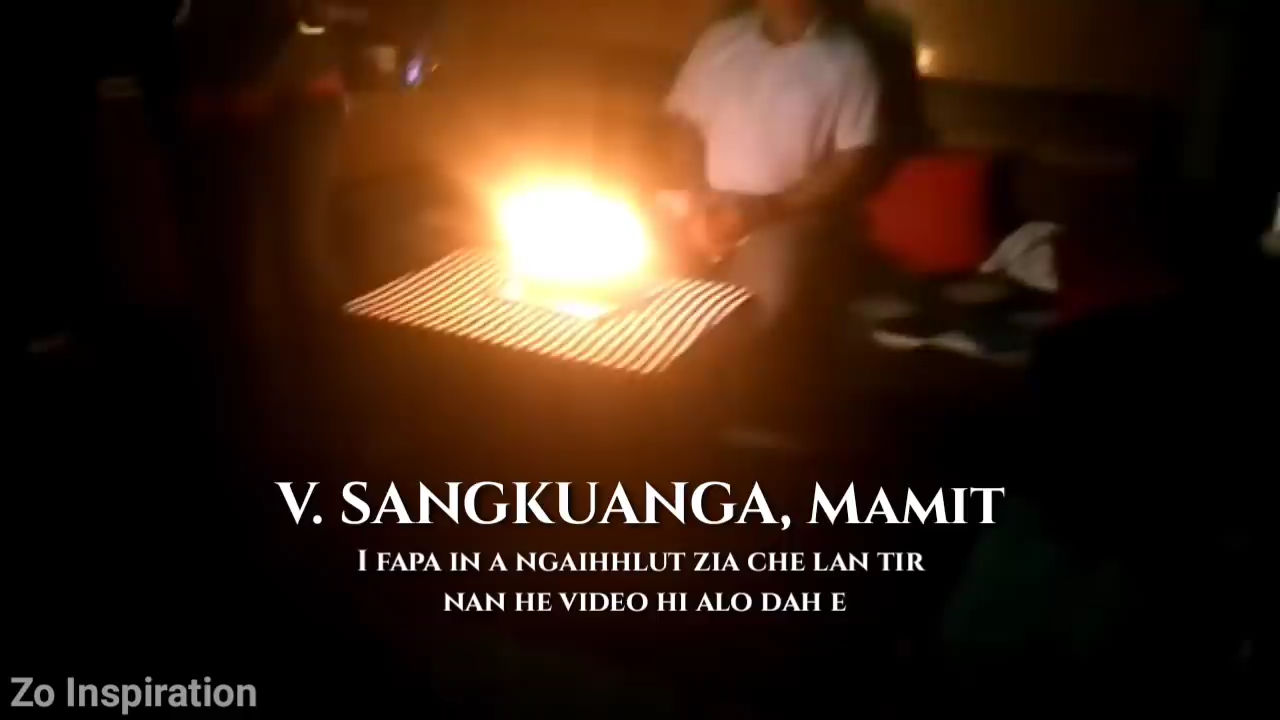 V. SANGKUANGA, MAMIT
I FAPA IN A NGAIHHLUT ZIA CHE LAN TIR
NAN HE VIDEO HI ALO DAH E
Zo Inspiration